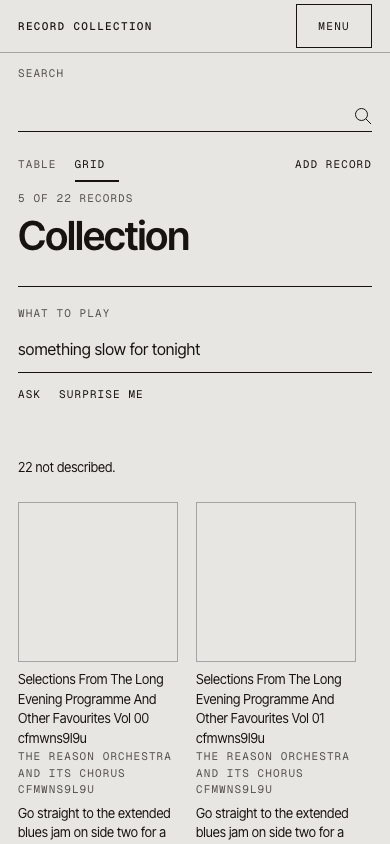 RECORD COLLECTION
MENU
SEARCH
TABLE GRID ADD RECORD
5 OF 22 RECORDS
Collection
WHAT TO PLAY
something slow for tonight
ASK SURPRISE ME
22 not described.
Selections From The Long
Evening Programme And
Other Favourites Vol 00
cfmwns9l9u
THE REASON ORCHESTRA
AND ITS CHORUS
CFMWNS9L9U
Go straight to the extended
blues jam on side two for a
Selections From The Long
Evening Programme And
Other Favourites Vol 01
cfmwns9l9u
THE REASON ORCHESTRA
AND ITS CHORUS
CFMWNS9L9U
Go straight to the extended
blues jam on side two for a